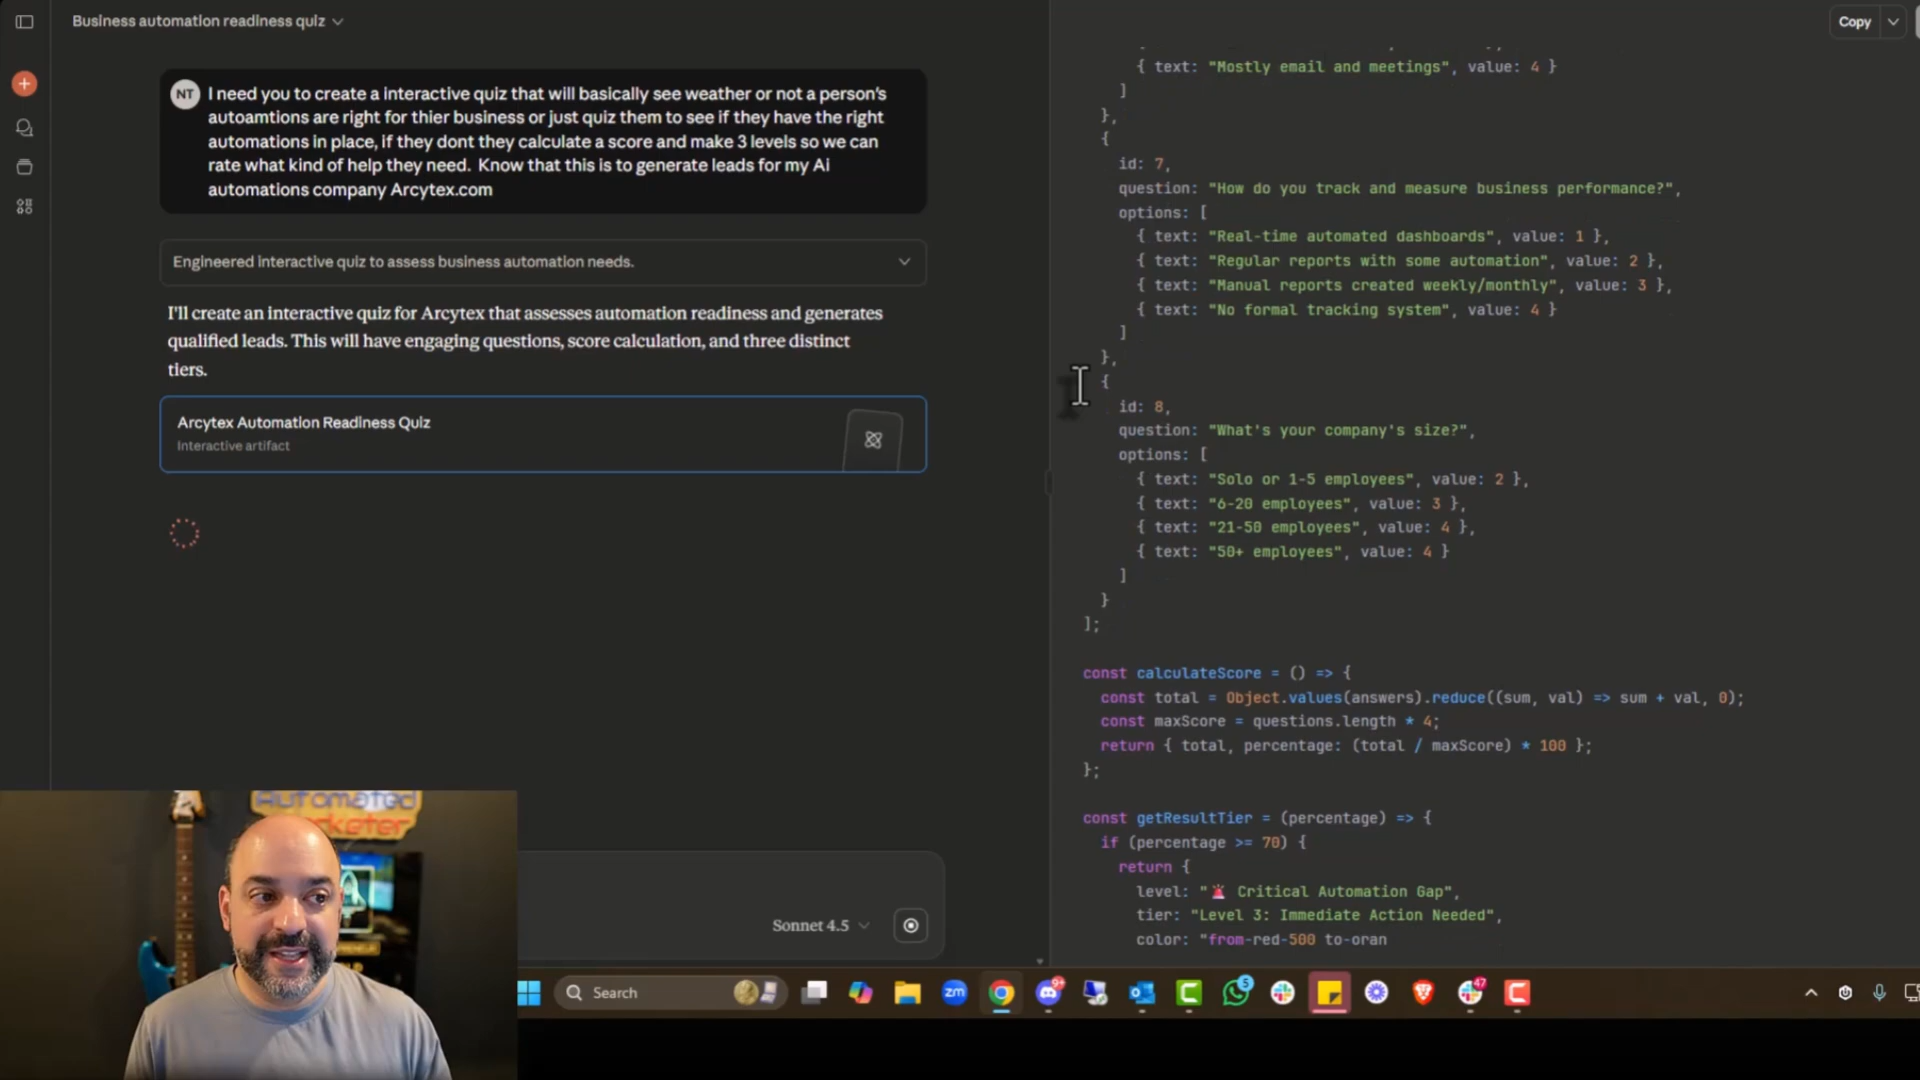 Business automation readiness quiz
Copy
NT
I need you to create a interactive quiz that will basically see weather or not a person's
autoamtions are right for thier business or just quiz them to see if they have the right
automations in place, if they dont they calculate a score and make 3 levels so we can
rate what kind of help they need.  Know that this is to generate leads for my Ai
automations company Arcytex.com
Engineered interactive quiz to assess business automation needs.
I'll create an interactive quiz for Arcytex that assesses automation readiness and generates
qualified leads. This will have engaging questions, score calculation, and three distinct
tiers.
Arcytex Automation Readiness Quiz
Interactive artifact
{ text: "Mostly email and meetings", value: 4 }
]
},
{
id: 7,
question: "How do you track and measure business performance?",
options: [
{ text: "Real-time automated dashboards", value: 1 },
{ text: "Regular reports with some automation", value: 2 },
{ text: "Manual reports created weekly/monthly", value: 3 },
{ text: "No formal tracking system", value: 4 }
]
},
{
id: 8,
question: "What's your company's size?",
options: [
{ text: "Solo or 1-5 employees", value: 2 },
{ text: "6-20 employees", value: 3 },
{ text: "21-50 employees", value: 4 },
{ text: "50+ employees", value: 4 }
]
}
];
const calculateScore = () => {
const total = Object.values(answers).reduce((sum, val) => sum + val, 0);
const maxScore = questions.length * 4;
return { total, percentage: (total / maxScore) * 100 };
};
const getResultTier = (percentage) => {
if (percentage >= 70) {
return {
level: "🚨 Critical Automation Gap",
tier: "Level 3: Immediate Action Needed",
color: "from-red-500 to-oran
Automated
Sonnet 4.5
Search
zm
9+
5
47